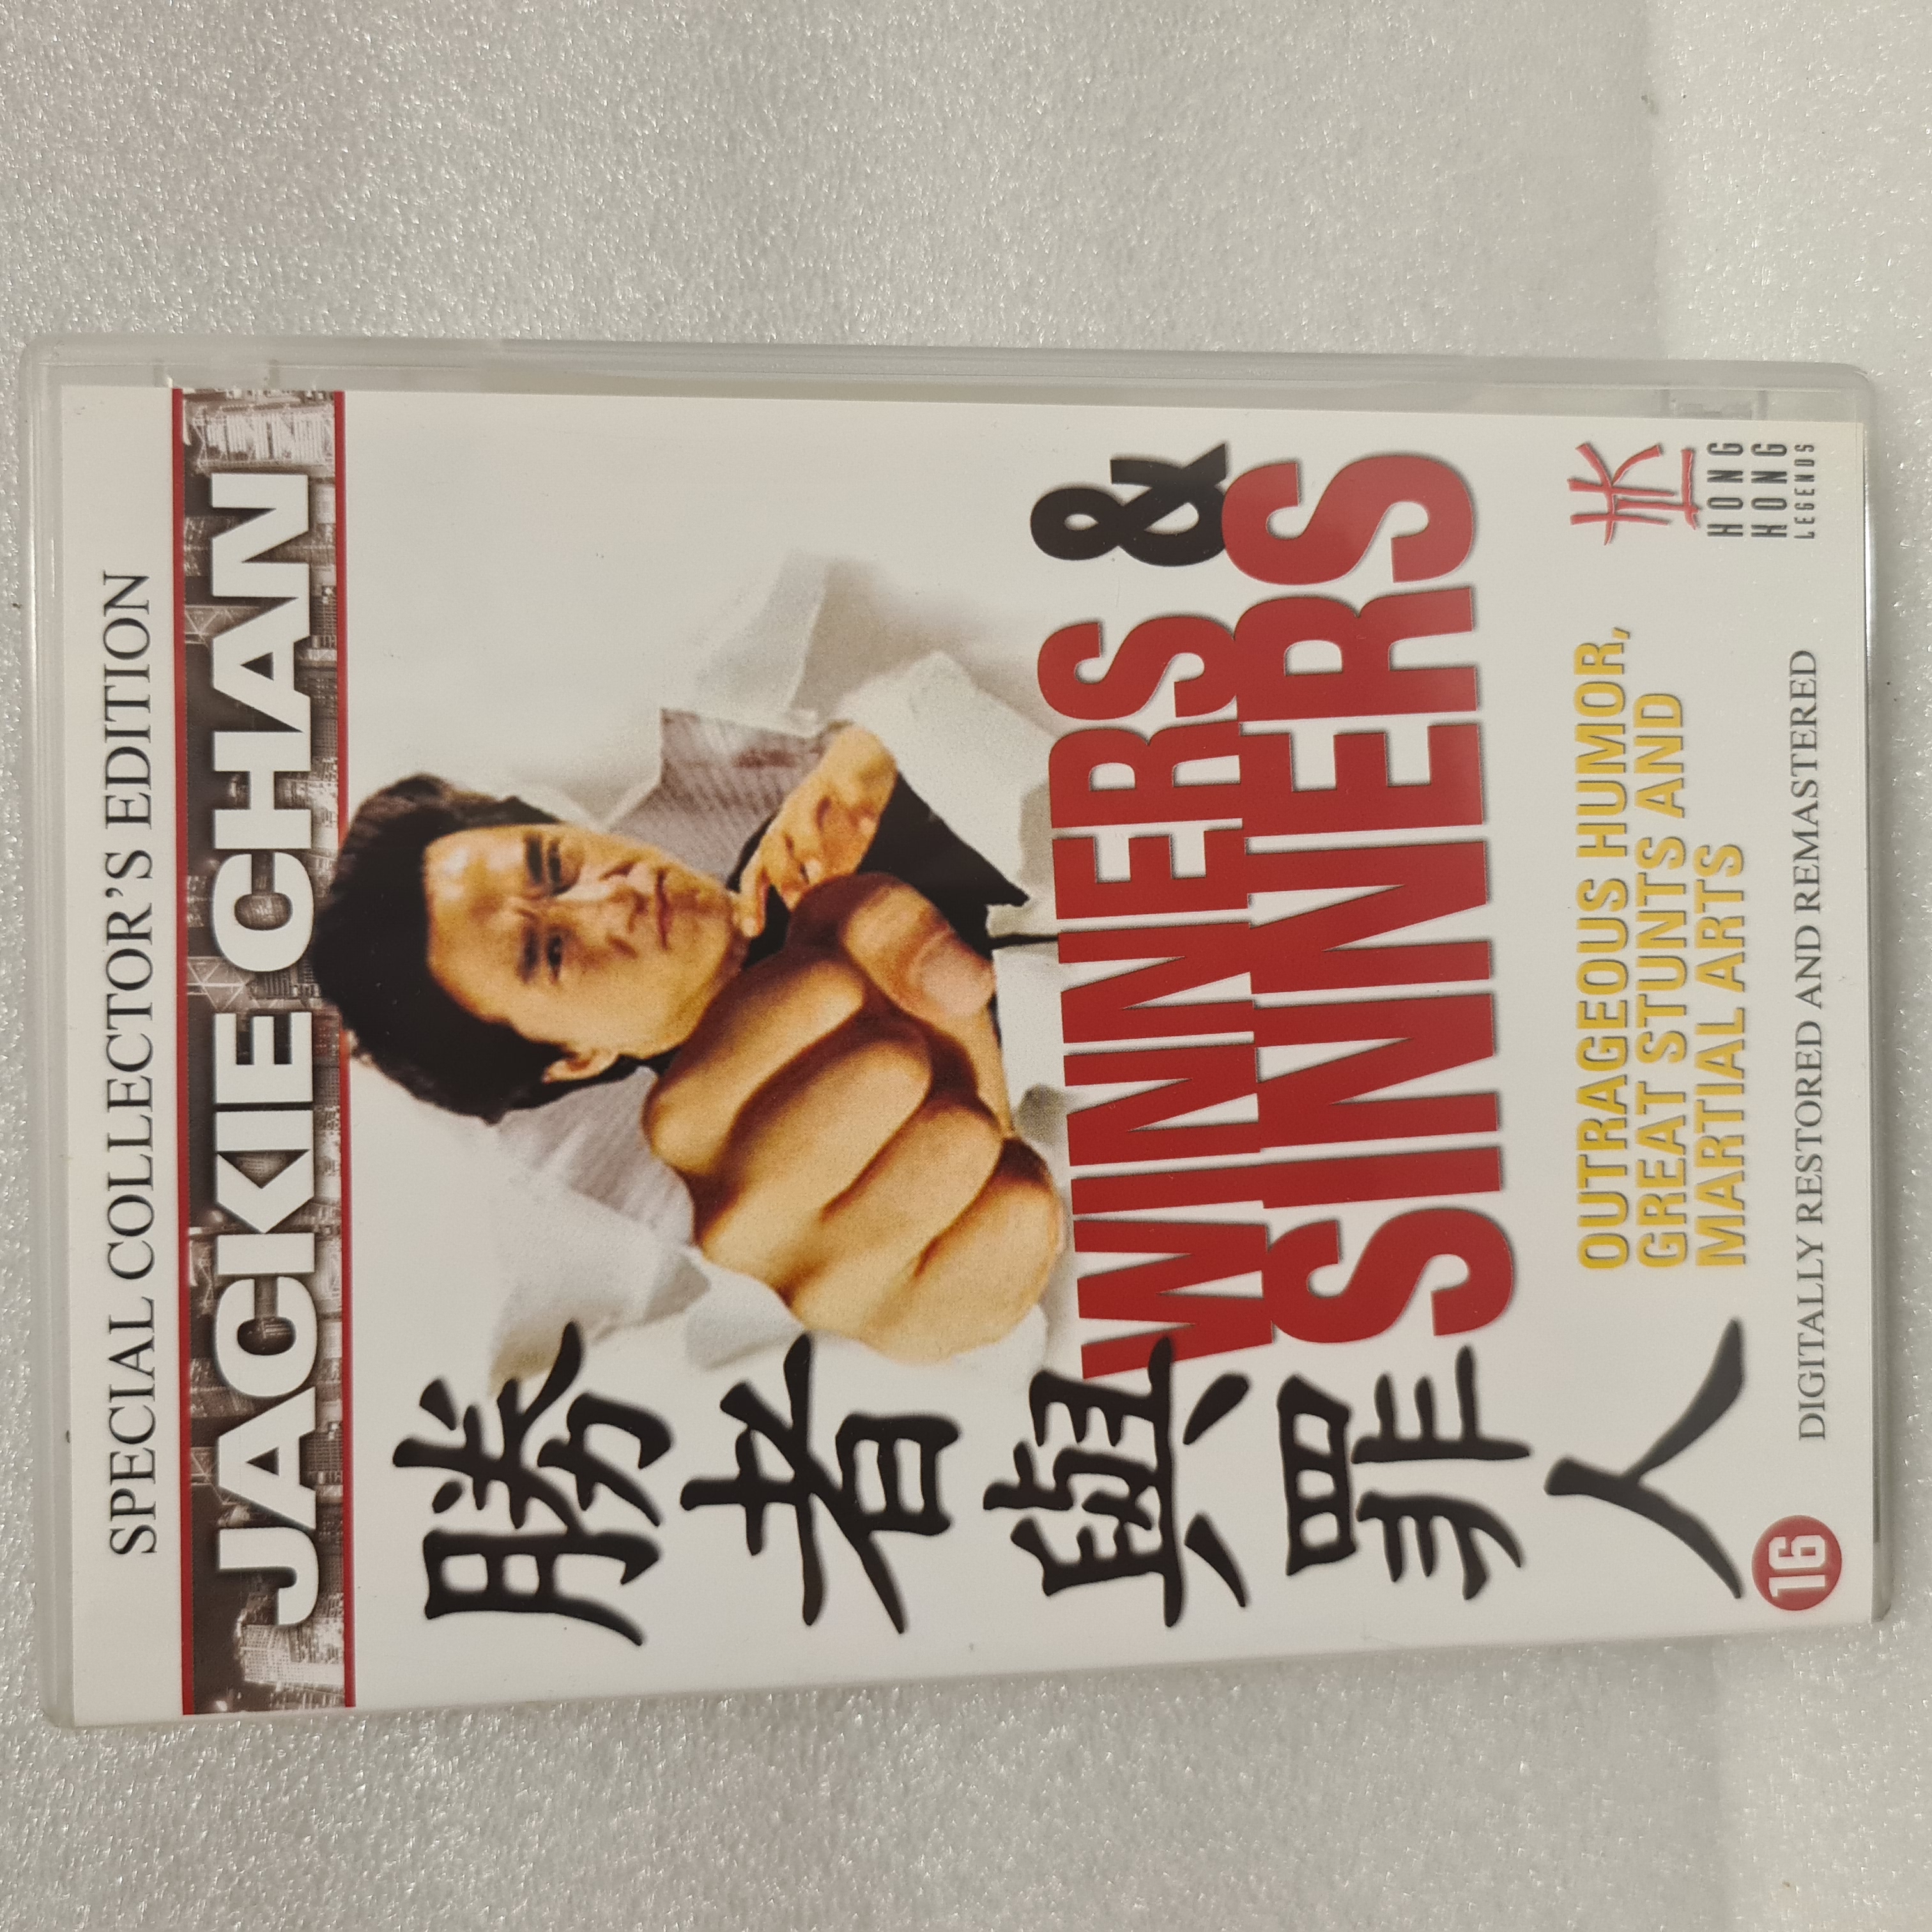 SPECIAL COLLECTOR'S EDITION
JACKIE CHAN
勝者與罪人
WINNERS &
SINNERS
OUTRAGEOUS HUMOR,
GREAT STUNTS AND
MARTIAL ARTS
DIGITALLY RESTORED AND REMASTERED
16
HKL
HONG
KONG
LEGENDS